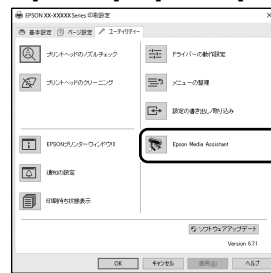 EPSON XX-XXXXX Series 印刷設定
基本設定 ページ設定 ユーティリティー
プリントヘッドのノズルチェック
ドライバーの動作設定
プリントヘッドのクリーニング
メニューの整理
設定の書き出し/取り込み
EPSONプリンターウィンドウ!3
Epson Media Assistant
通知の設定
印刷待ち状態表示
ソフトウェアアップデート
Version 6.71
OK キャンセル 適用(A) ヘルプ